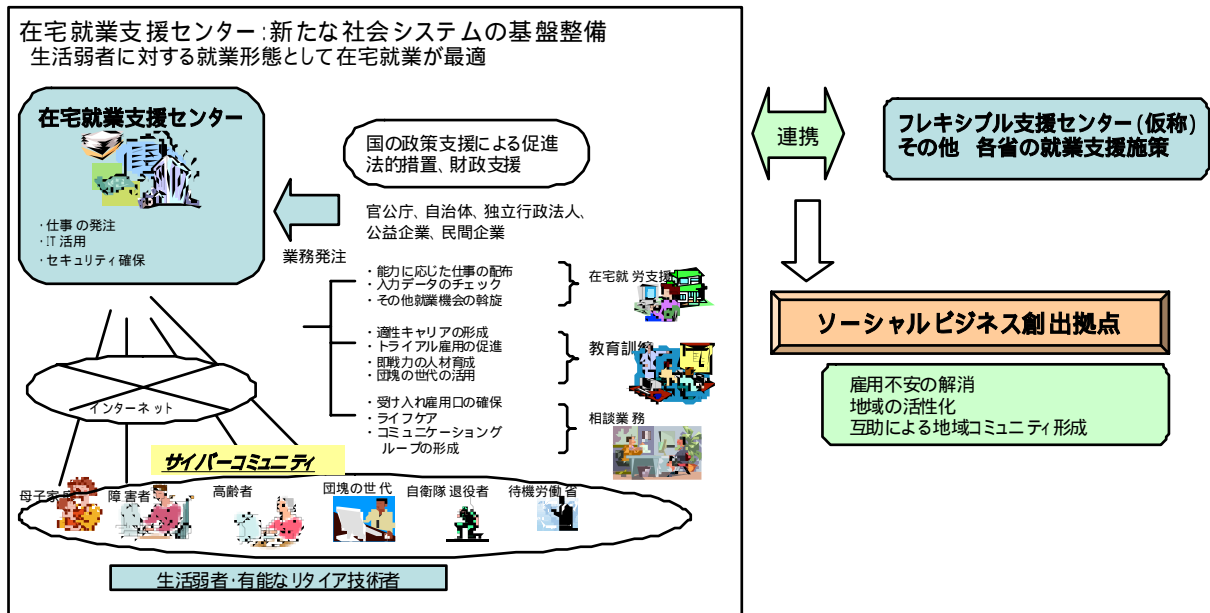 在宅就業支援センター:新たな社会システムの基盤整備
生活弱者に対する就業形態として在宅就業が最適
在宅就業支援センター
・仕事の発注
・IT活用
・セキュリティ確保
国の政策支援による促進
法的措置、財政支援
業務発注
官公庁、自治体、独立行政法人、
公益企業、民間企業
・能力に応じた仕事の配布
・入力データのチェック
・その他就業機会の斡旋
在宅就労支援
・適性キャリアの形成
・トライアル雇用の促進
・即戦力の人材育成
・団塊の世代の活用
教育訓練
・受け入れ雇用口の確保
・ライフケア
・コミュニケーショング
ループの形成
相談業務
インターネット
サイバーコミュニティ
母子家庭
障害者
高齢者
団塊の世代
自衛隊退役者
待機労働省
生活弱者・有能なリタイア技術者
連携
フレキシブル支援センター(仮称)
その他 各省の就業支援施策
ソーシャルビジネス創出拠点
雇用不安の解消
地域の活性化
互助による地域コミュニティ形成